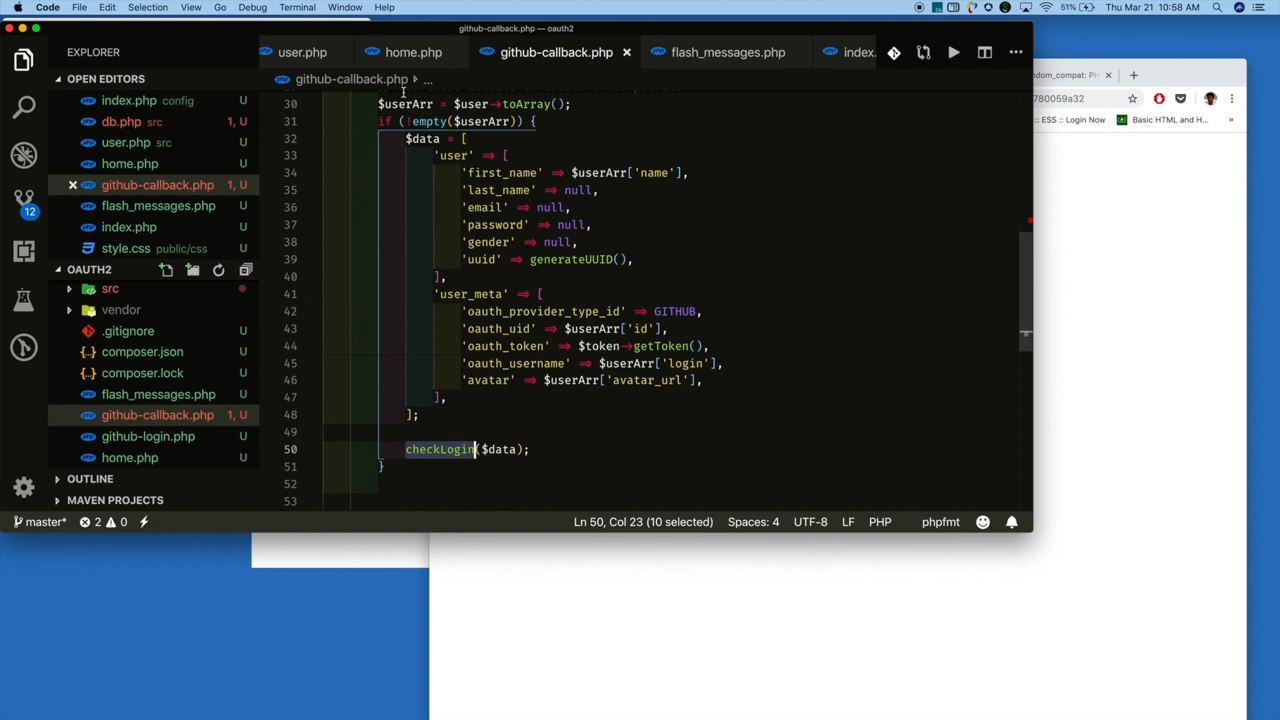 Code File Edit Selection View Go Debug Terminal Window Help 51% Thu Mar 21 10:58 AM
github-callback.php — oauth2
EXPLORER
user.php home.php github-callback.php flash_messages.php index.
OPEN EDITORS
index.php config
db.php src 1, U
user.php src U
home.php U
github-callback.php 1, U
flash_messages.php U
index.php U
style.css public/css U
OAUTH2
src
vendor
.gitignore U
composer.json U
composer.lock U
flash_messages.php U
github-callback.php 1, U
github-login.php U
home.php U
OUTLINE
MAVEN PROJECTS
12
github-callback.php ...
30 $userArr = $user->toArray();
31 if (!empty($userArr)) {
32 $data = [
33 'user' => [
34 'first_name' => $userArr['name'],
35 'last_name' => null,
36 'email' => null,
37 'password' => null,
38 'gender' => null,
39 'uuid' => generateUUID(),
40 ],
41 'user_meta' => [
42 'oauth_provider_type_id' => GITHUB,
43 'oauth_uid' => $userArr['id'],
44 'oauth_token' => $token->getToken(),
45 'oauth_username' => $userArr['login'],
46 'avatar' => $userArr['avatar_url'],
47 ],
48 ];
49
50 checkLogin($data);
51 }
52
53
master* 2 0 Ln 50, Col 23 (10 selected) Spaces: 4 UTF-8 LF PHP phpfmt
ndom_compat: PH
780059a32
:: ESS :: Login Now Basic HTML and H...